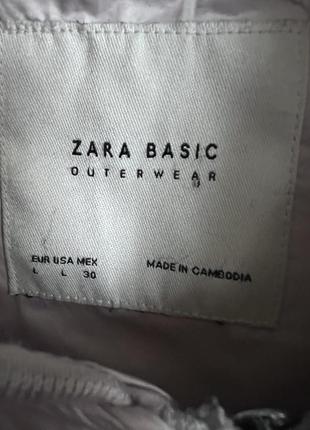 ZARA BASIC
OUTERWEAR
EUR USA MEX
L L 30 MADE IN CAMBODIA